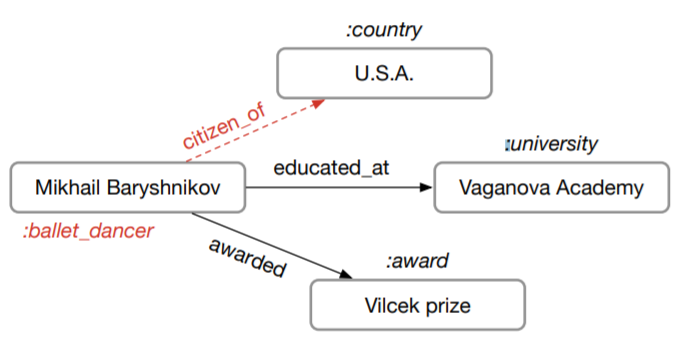 :country
U.S.A.
citizen_of
:university
educated_at
Mikhail Baryshnikov
Vaganova Academy
:ballet_dancer
awarded
:award
Vilcek prize